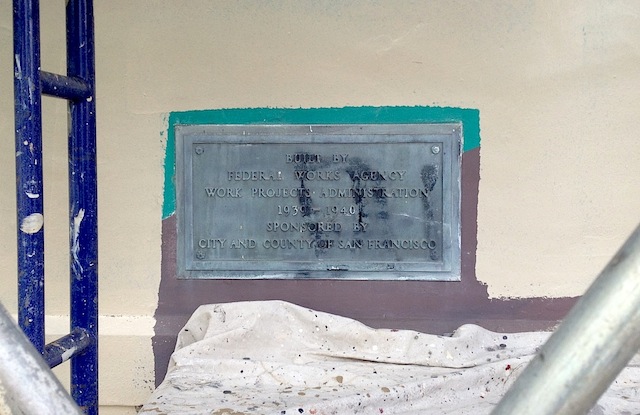 BUILT BY
FEDERAL WORKS AGENCY
WORK PROJECTS ADMINISTRATION
1939 - 1940
SPONSORED BY
CITY AND COUNTY OF SAN FRANCISCO